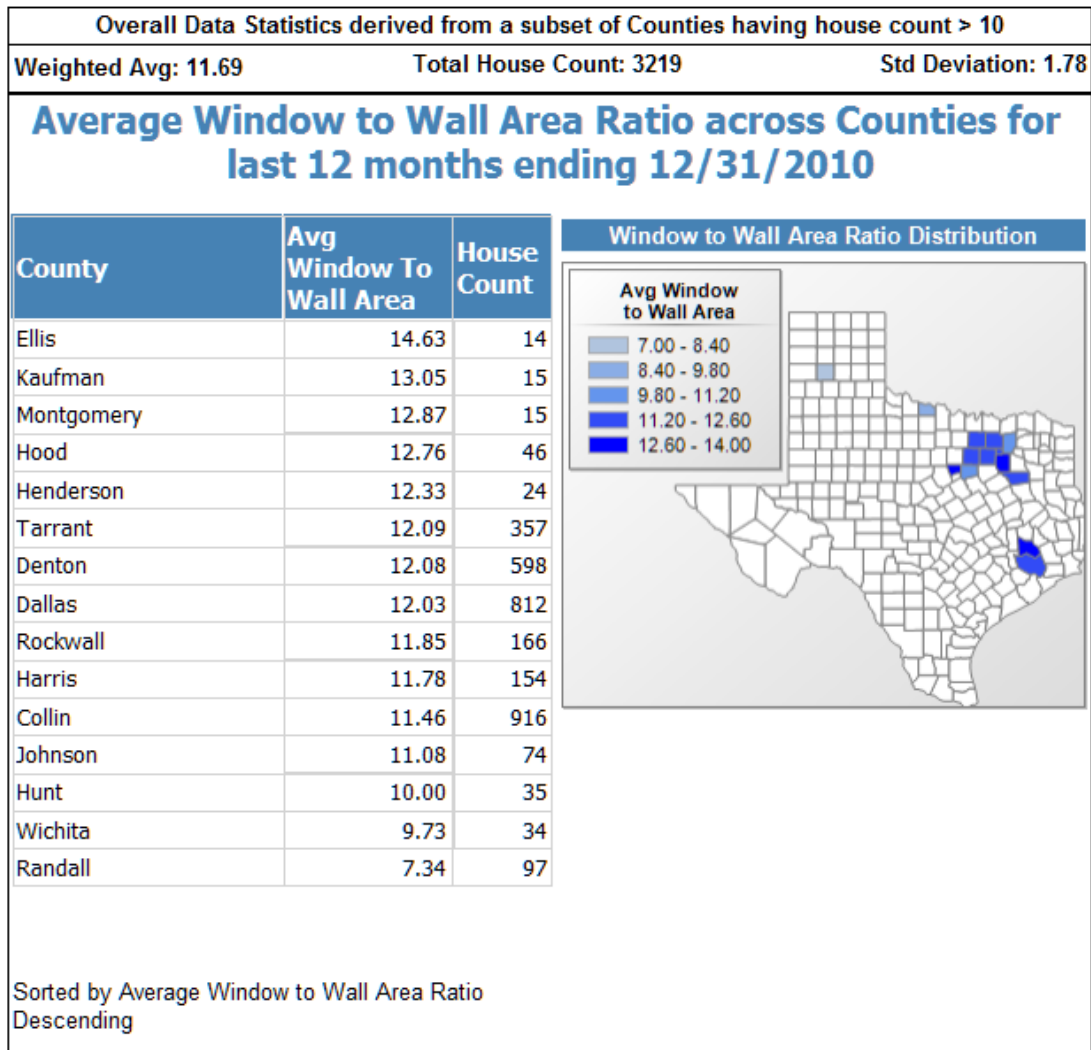 Overall Data Statistics derived from a subset of Counties having house count > 10
Weighted Avg: 11.69 Total House Count: 3219 Std Deviation: 1.78
Average Window to Wall Area Ratio across Counties for
last 12 months ending 12/31/2010
County Avg Window To Wall Area House Count
Ellis 14.63 14
Kaufman 13.05 15
Montgomery 12.87 15
Hood 12.76 46
Henderson 12.33 24
Tarrant 12.09 357
Denton 12.08 598
Dallas 12.03 812
Rockwall 11.85 166
Harris 11.78 154
Collin 11.46 916
Johnson 11.08 74
Hunt 10.00 35
Wichita 9.73 34
Randall 7.34 97
Window to Wall Area Ratio Distribution
Avg Window
to Wall Area
7.00 - 8.40
8.40 - 9.80
9.80 - 11.20
11.20 - 12.60
12.60 - 14.00
Sorted by Average Window to Wall Area Ratio
Descending